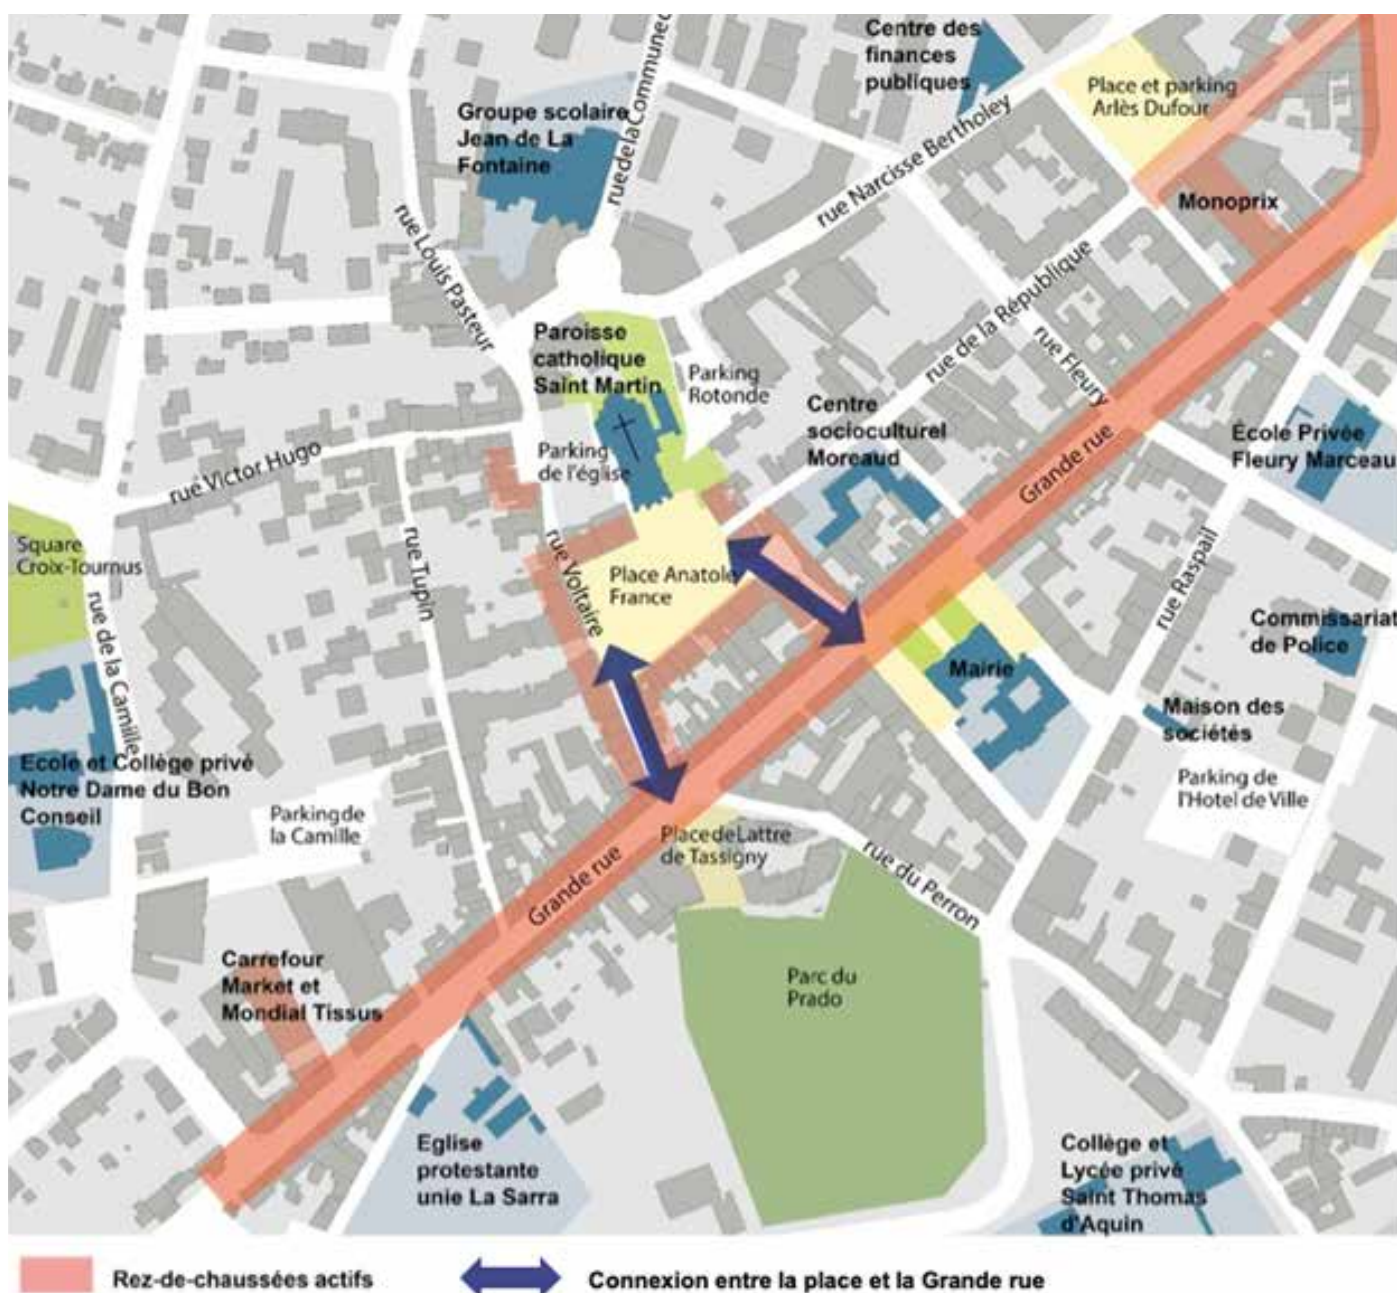 Centre des
finances
publiques
Place et parking
Arlès Dufour
Groupe scolaire
Jean de La
Fontaine
rue de la Commune
rue Narcisse Bertholey
Monoprix
rue Louis Pasteur
rue de la République
rue Fleury
Paroisse
catholique
Saint Martin
Parking
Rotonde
Centre
socioculturel
Moreaud
École Privée
Fleury Marceau
Grande rue
rue Victor Hugo
Parking
de l'église
Square
Croix-Tournus
rue Tupin
rue Voltaire
Place Anatole
France
rue Raspail
rue de la Camille
Commissariat
de Police
Mairie
Maison des
sociétés
Ecole et Collège privé
Notre Dame du Bon
Conseil
Parking de
l'Hotel de Ville
Parking de
la Camille
Place de Lattre
de Tassigny
rue du Perron
Grande rue
Carrefour
Market et
Mondial Tissus
Parc du
Prado
Eglise
protestante
unie La Sarra
Collège et
Lycée privé
Saint Thomas
d'Aquin
Rez-de-chaussées actifs
Connexion entre la place et la Grande rue